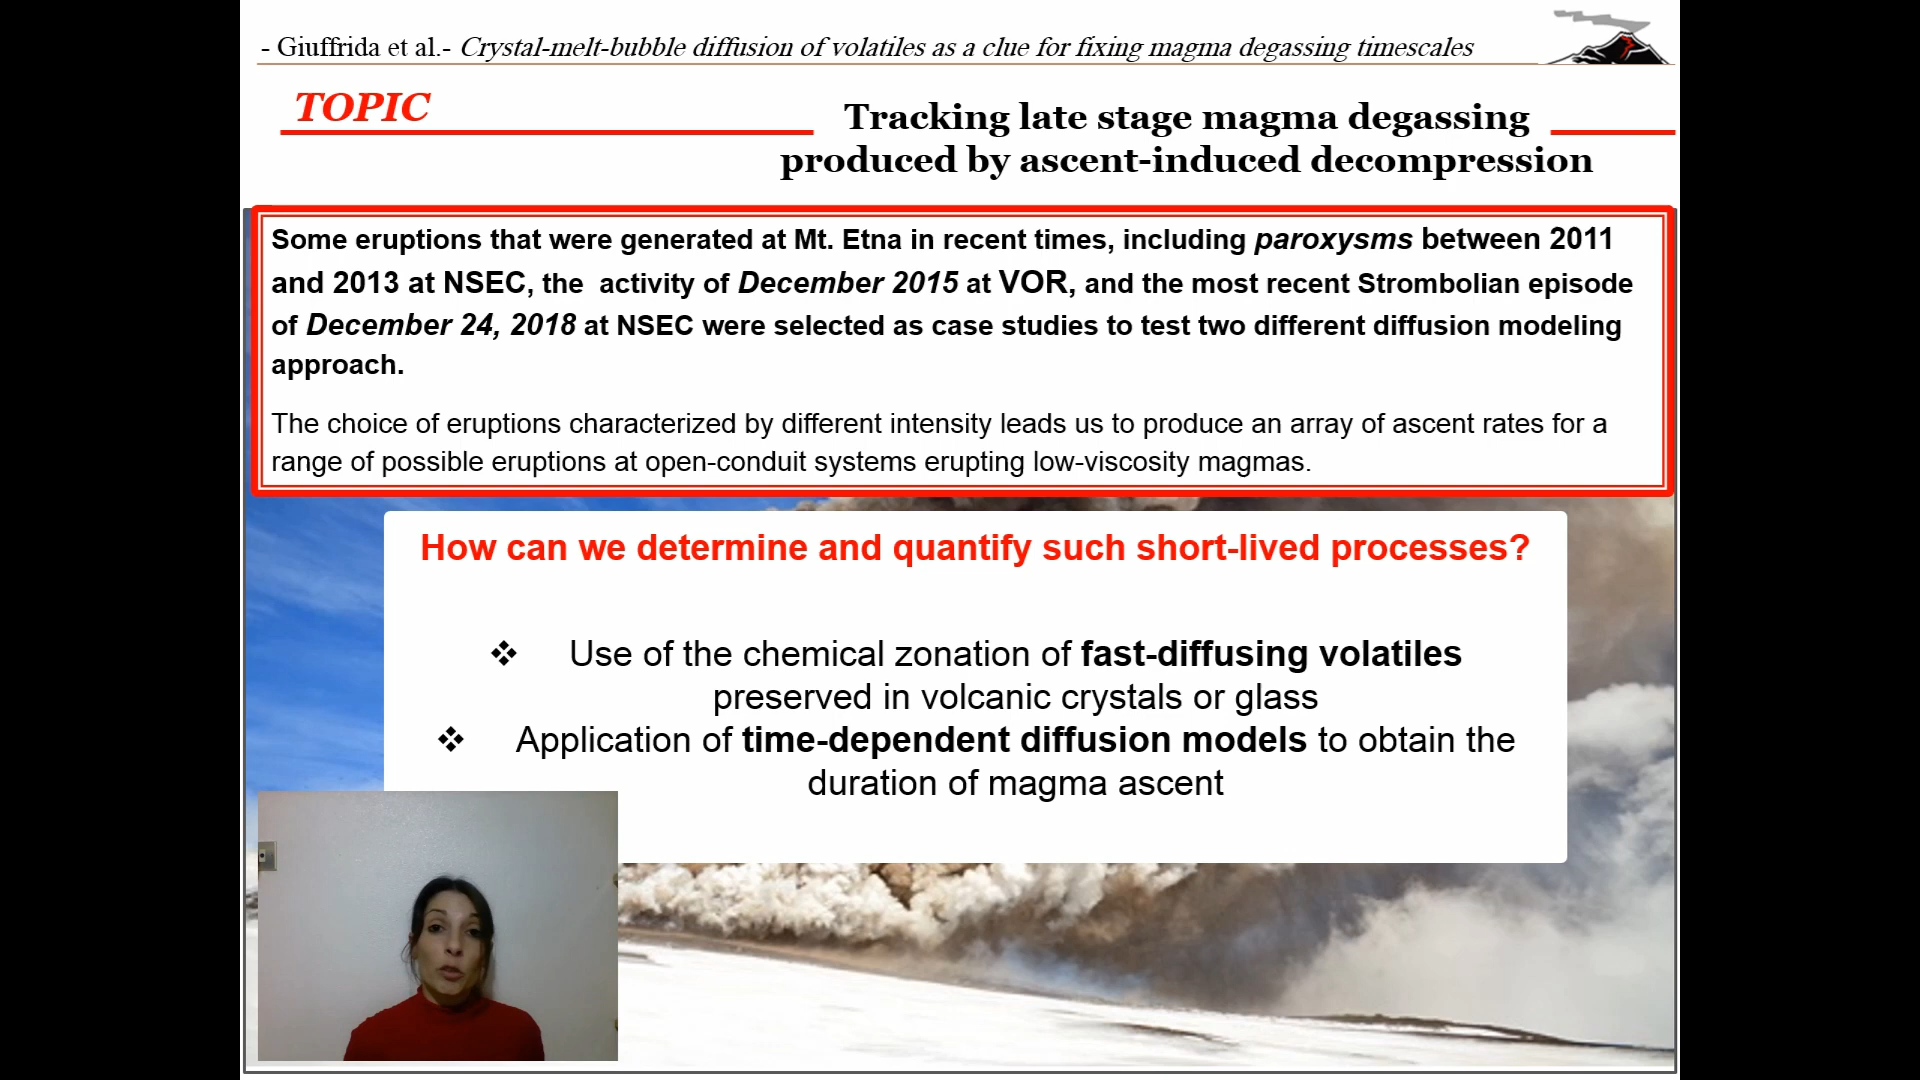 - Giuffrida et al.- Crystal-melt-bubble diffusion of volatiles as a clue for fixing magma degassing timescales
TOPIC
Tracking late stage magma degassing
produced by ascent-induced decompression
Some eruptions that were generated at Mt. Etna in recent times, including paroxysms between 2011
and 2013 at NSEC, the activity of December 2015 at VOR, and the most recent Strombolian episode
of December 24, 2018 at NSEC were selected as case studies to test two different diffusion modeling
approach.
The choice of eruptions characterized by different intensity leads us to produce an array of ascent rates for a
range of possible eruptions at open-conduit systems erupting low-viscosity magmas.
How can we determine and quantify such short-lived processes?
❖ Use of the chemical zonation of fast-diffusing volatiles
preserved in volcanic crystals or glass
❖ Application of time-dependent diffusion models to obtain the
duration of magma ascent